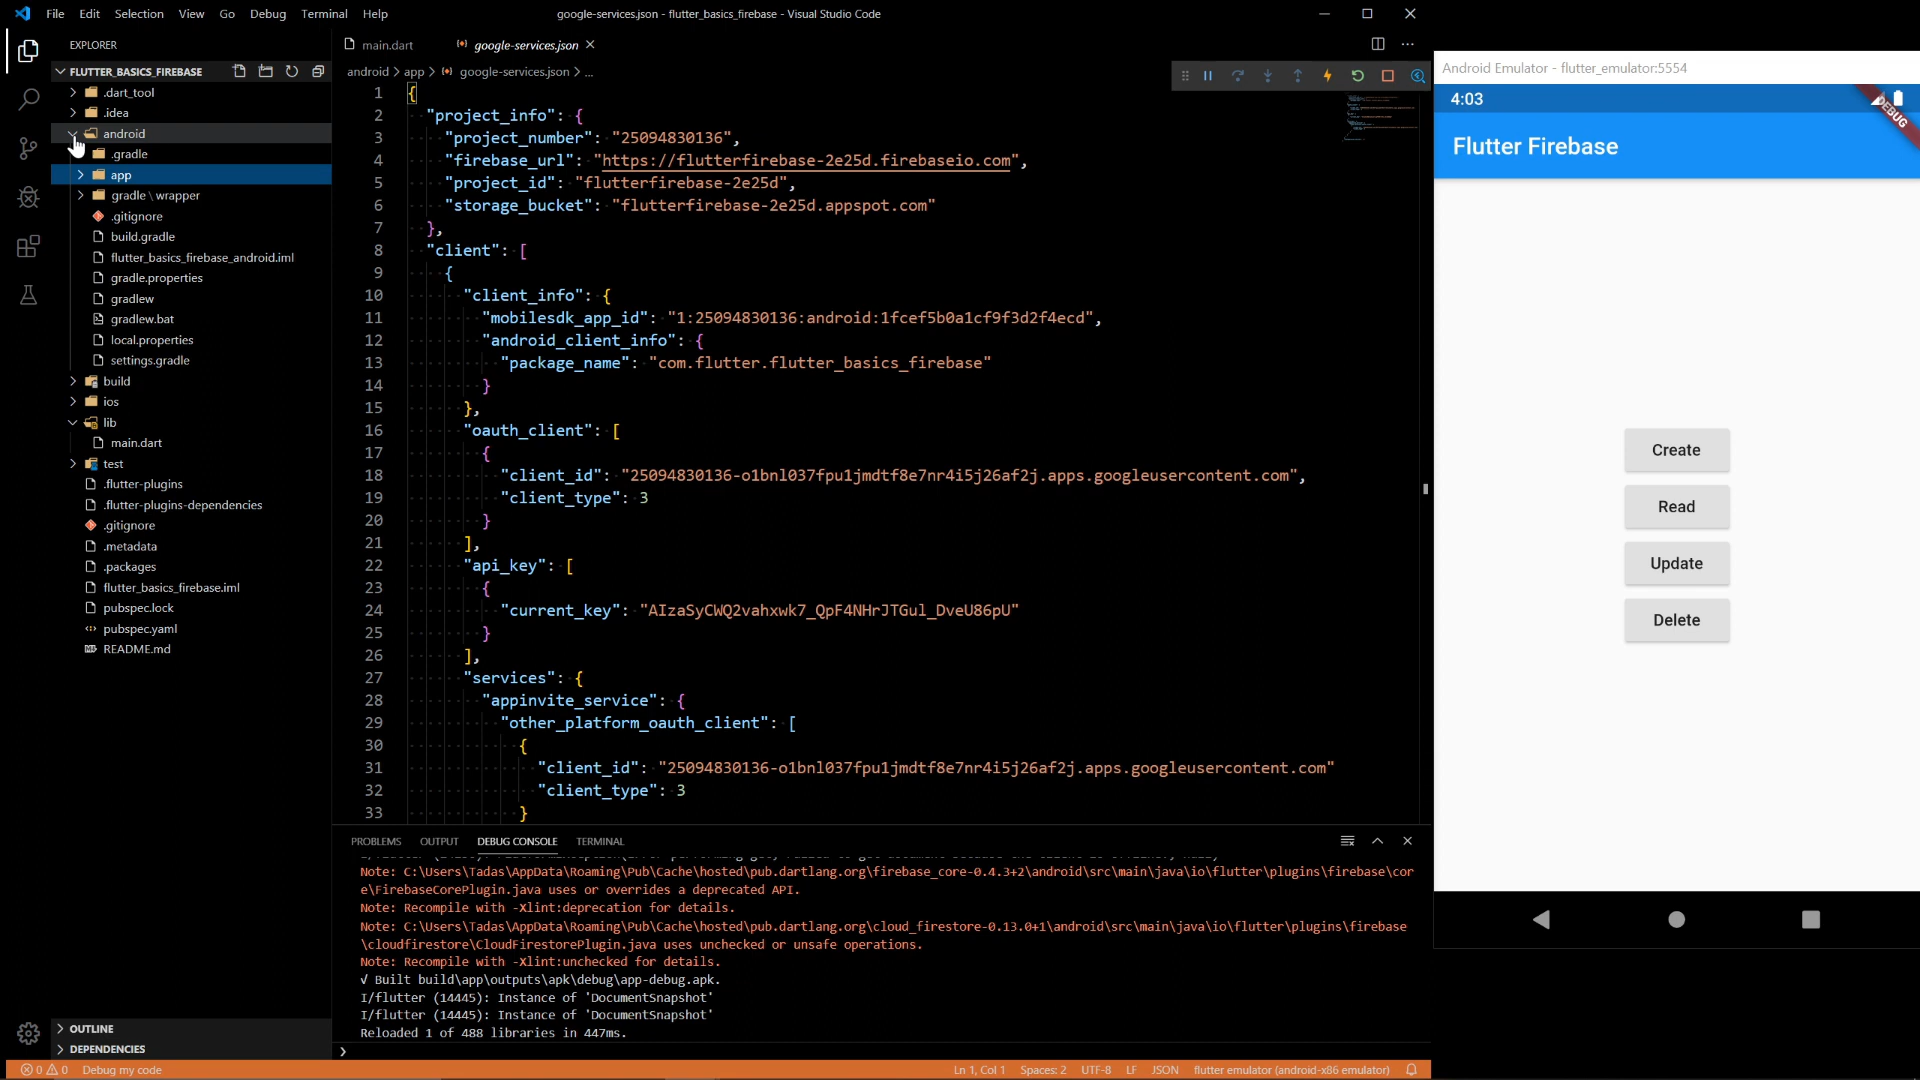 File Edit Selection View Go Debug Terminal Help
google-services.json - flutter_basics_firebase - Visual Studio Code
EXPLORER
FLUTTER_BASICS_FIREBASE
.dart_tool
.idea
android
.gradle
app
gradle \ wrapper
.gitignore
build.gradle
flutter_basics_firebase_android.iml
gradle.properties
gradlew
gradlew.bat
local.properties
settings.gradle
build
ios
lib
main.dart
test
.flutter-plugins
.flutter-plugins-dependencies
.gitignore
.metadata
.packages
flutter_basics_firebase.iml
pubspec.lock
pubspec.yaml
README.md
OUTLINE
DEPENDENCIES
main.dart
google-services.json
android > app > google-services.json > ...
1 {
2 "project_info": {
3 "project_number": "25094830136",
4 "firebase_url": "https://flutterfirebase-2e25d.firebaseio.com",
5 "project_id": "flutterfirebase-2e25d",
6 "storage_bucket": "flutterfirebase-2e25d.appspot.com"
7 },
8 "client": [
9 {
10 "client_info": {
11 "mobilesdk_app_id": "1:25094830136:android:1fcef5b0a1cf9f3d2f4ecd",
12 "android_client_info": {
13 "package_name": "com.flutter.flutter_basics_firebase"
14 }
15 },
16 "oauth_client": [
17 {
18 "client_id": "25094830136-o1bnl037fpu1jmdtf8e7nr4i5j26af2j.apps.googleusercontent.com",
19 "client_type": 3
20 }
21 ],
22 "api_key": [
23 {
24 "current_key": "AIzaSyCWQ2vahxwk7_QpF4NHrJTGul_DveU86pU"
25 }
26 ],
27 "services": {
28 "appinvite_service": {
29 "other_platform_oauth_client": [
30 {
31 "client_id": "25094830136-o1bnl037fpu1jmdtf8e7nr4i5j26af2j.apps.googleusercontent.com"
32 "client_type": 3
33 }
PROBLEMS OUTPUT DEBUG CONSOLE TERMINAL
Note: C:\Users\Tadas\AppData\Roaming\Pub\Cache\hosted\pub.dartlang.org\firebase_core-0.4.3+2\android\src\main\java\io\flutter\plugins\firebase\cor
e\FirebaseCorePlugin.java uses or overrides a deprecated API.
Note: Recompile with -Xlint:deprecation for details.
Note: C:\Users\Tadas\AppData\Roaming\Pub\Cache\hosted\pub.dartlang.org\cloud_firestore-0.13.0+1\android\src\main\java\io\flutter\plugins\firebase
\cloudfirestore\CloudFirestorePlugin.java uses unchecked or unsafe operations.
Note: Recompile with -Xlint:unchecked for details.
√ Built build\app\outputs\apk\debug\app-debug.apk.
I/flutter (14445): Instance of 'DocumentSnapshot'
I/flutter (14445): Instance of 'DocumentSnapshot'
Reloaded 1 of 488 libraries in 447ms.
0 0 Debug my code
Ln 1, Col 1 Spaces: 2 UTF-8 LF JSON flutter emulator (android-x86 emulator)
Android Emulator - flutter_emulator:5554
4:03
DEBUG
Flutter Firebase
Create
Read
Update
Delete